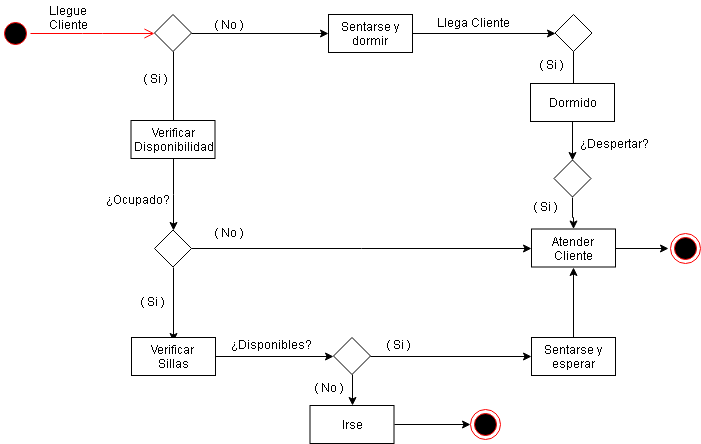 Llegue
Cliente
( No )
Sentarse y
dormir
Llega Cliente
( Si )
( Si )
Dormido
Verificar
Disponibilidad
¿Despertar?
¿Ocupado?
( Si )
( No )
Atender
Cliente
( Si )
Verificar
Sillas
¿Disponibles?
( Si )
Sentarse y
esperar
( No )
Irse